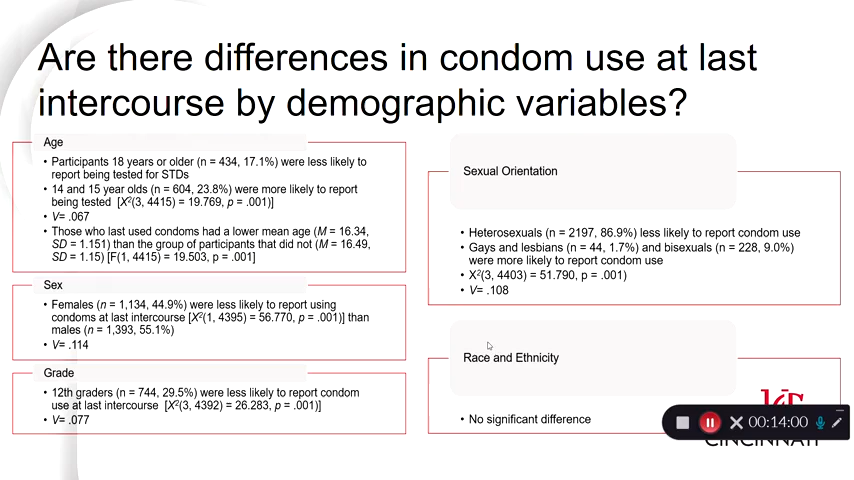 Are there differences in condom use at last
intercourse by demographic variables?
Age
• Participants 18 years or older (n = 434, 17.1%) were less likely to
report being tested for STDs
• 14 and 15 year olds (n = 604, 23.8%) were more likely to report
being tested [X²(3, 4415) = 19.769, p = .001)]
• V= .067
• Those who last used condoms had a lower mean age (M = 16.34,
SD = 1.151) than the group of participants that did not (M = 16.49,
SD = 1.15) [F(1, 4415) = 19.503, p = .001]
Sex
• Females (n = 1,134, 44.9%) were less likely to report using
condoms at last intercourse [X²(1, 4395) = 56.770, p = .001)] than
males (n = 1,393, 55.1%)
• V= .114
Grade
• 12th graders (n = 744, 29.5%) were less likely to report condom
use at last intercourse [X²(3, 4392) = 26.283, p = .001)]
• V= .077
Sexual Orientation
• Heterosexuals (n = 2197, 86.9%) less likely to report condom use
• Gays and lesbians (n = 44, 1.7%) and bisexuals (n = 228, 9.0%)
were more likely to report condom use
• X²(3, 4403) = 51.790, p = .001)
• V= .108
Race and Ethnicity
• No significant difference
00:14:00
CINCINNATI